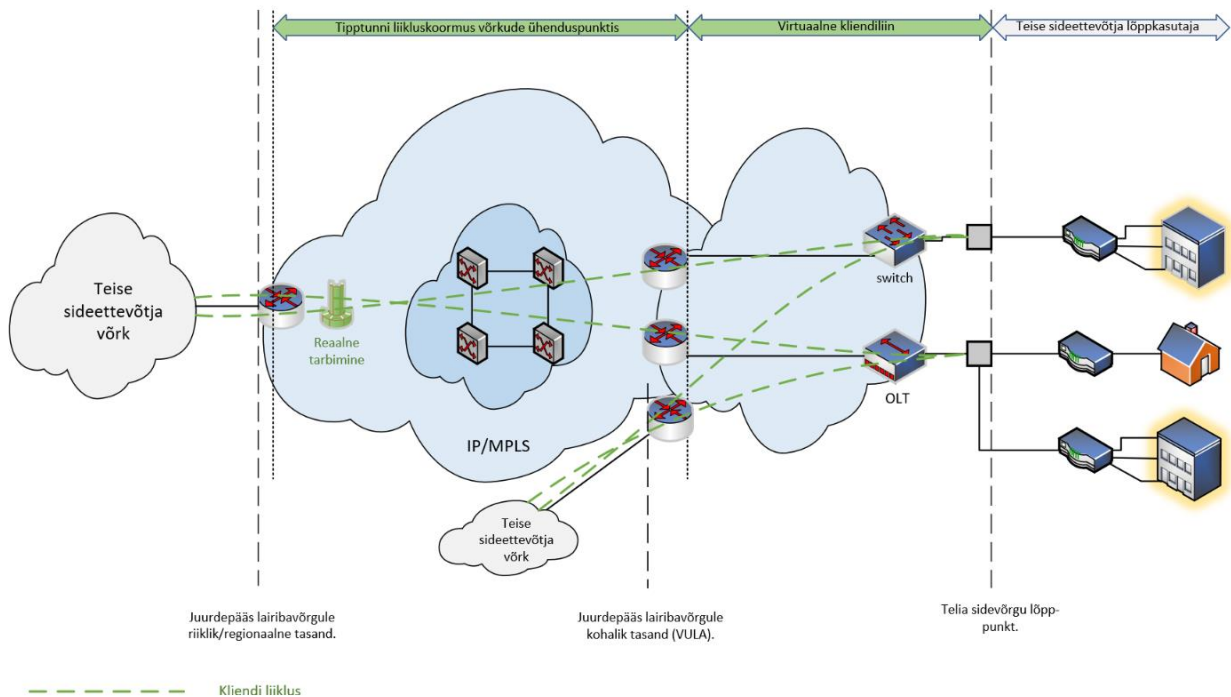 Tipptunni liikluskoormus võrkude ühenduspunktis
Virtuaalne kliendiliin
Teise sideettevõtja lõppkasutaja
Teise
sideettevõtja
võrk
Reaalne
tarbimine
switch
OLT
IP/MPLS
Teise
sideettevõtja
võrk
Juurdepääs lairibavõrgule
riiklik/regionaalne tasand.
Juurdepääs lairibavõrgule
kohalik tasand (VULA).
Telia sidevõrgu lõpp-
punkt.
Kliendi liiklus